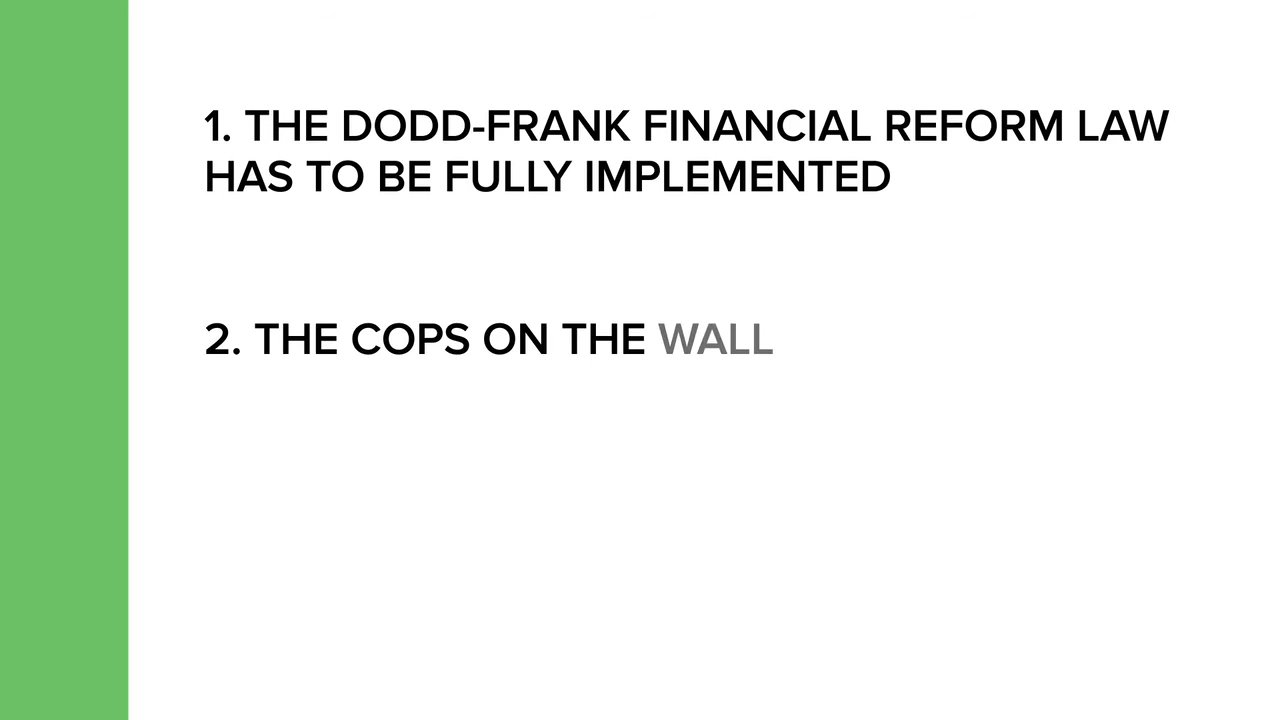 1. THE DODD-FRANK FINANCIAL REFORM LAW
HAS TO BE FULLY IMPLEMENTED
2. THE COPS ON THE WALL